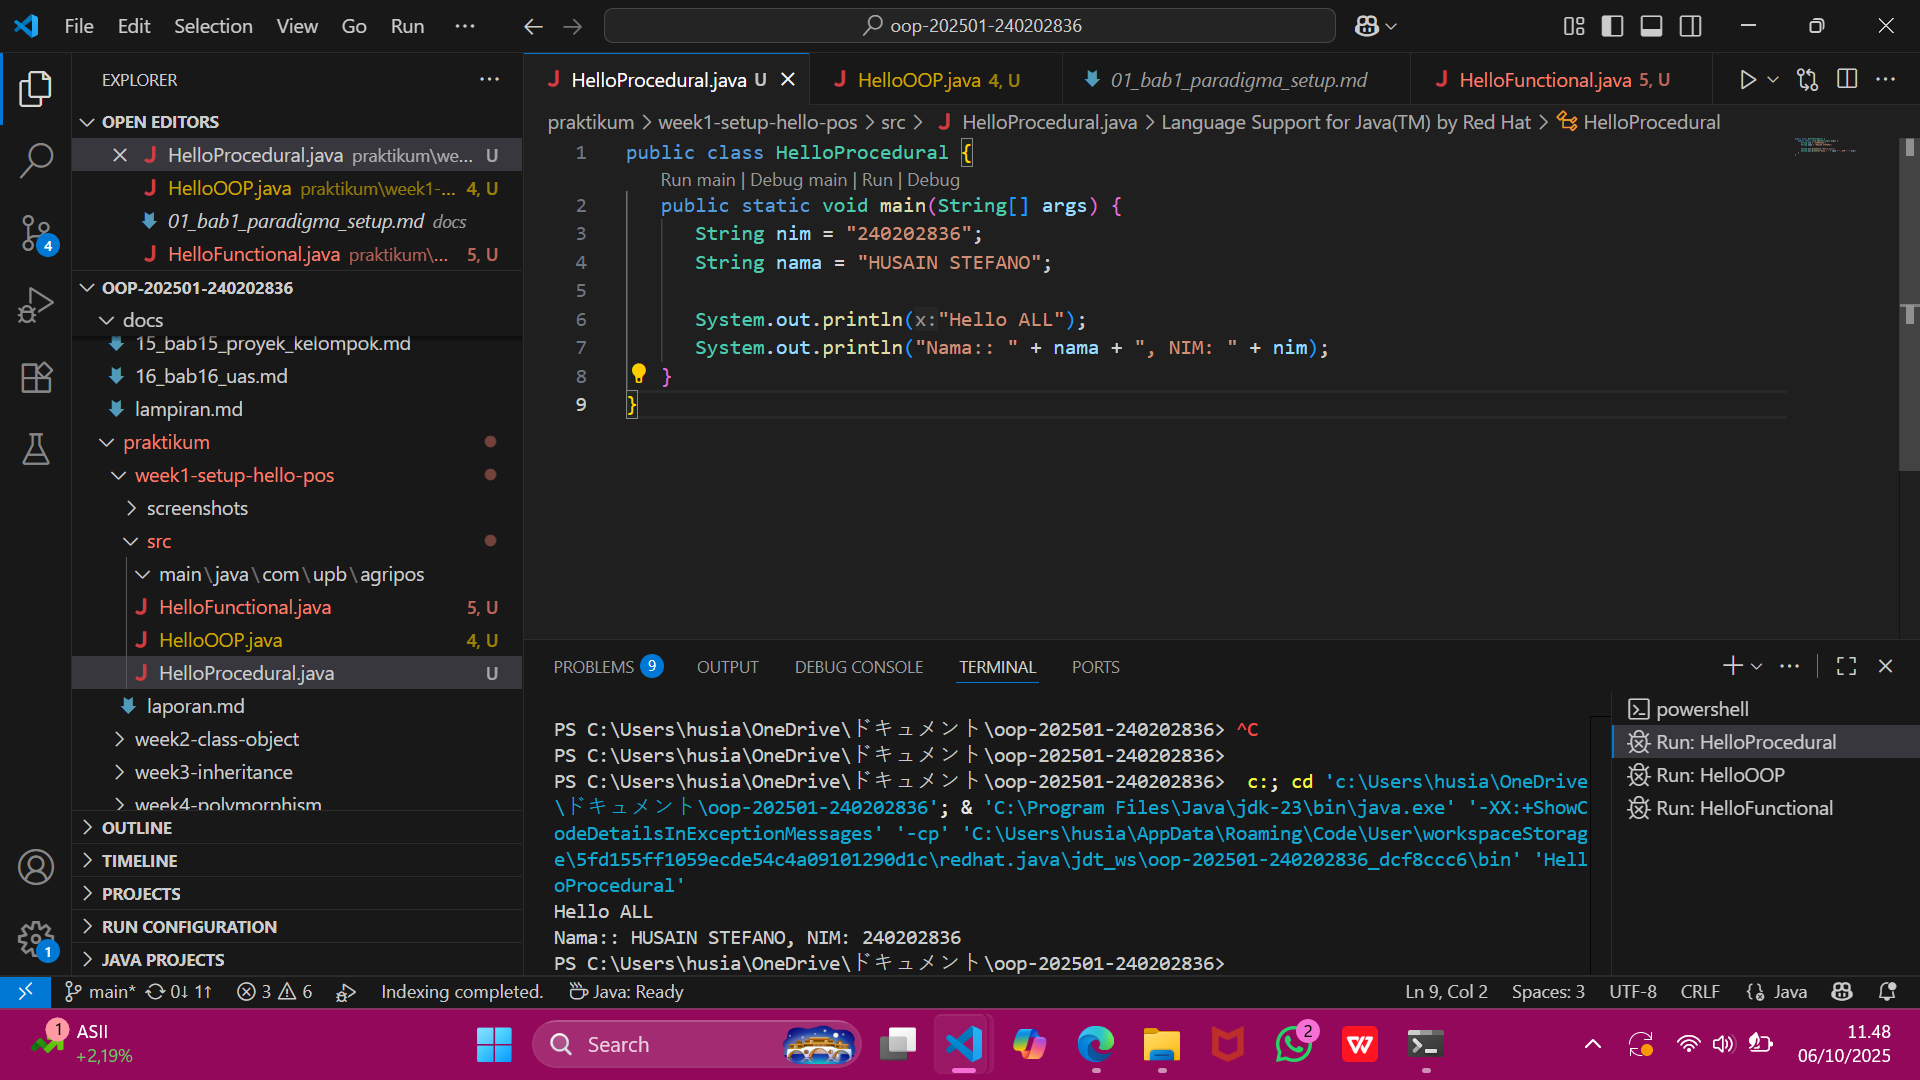 File Edit Selection View Go Run ···
oop-202501-240202836
EXPLORER
OPEN EDITORS
HelloProcedural.java praktikum\we... U
HelloOOP.java praktikum\week1-... 4, U
01_bab1_paradigma_setup.md docs
HelloFunctional.java praktikum\... 5, U
OOP-202501-240202836
docs
15_bab15_proyek_kelompok.md
16_bab16_uas.md
lampiran.md
praktikum
week1-setup-hello-pos
screenshots
src
main\java\com\upb\agripos
HelloFunctional.java 5, U
HelloOOP.java 4, U
HelloProcedural.java U
laporan.md
week2-class-object
week3-inheritance
week4-polymorphism
OUTLINE
TIMELINE
PROJECTS
RUN CONFIGURATION
JAVA PROJECTS
4
1
HelloProcedural.java U
HelloOOP.java 4, U
01_bab1_paradigma_setup.md
HelloFunctional.java 5, U
praktikum > week1-setup-hello-pos > src > HelloProcedural.java > Language Support for Java(TM) by Red Hat > HelloProcedural
1 public class HelloProcedural {
Run main | Debug main | Run | Debug
2 public static void main(String[] args) {
3 String nim = "240202836";
4 String nama = "HUSAIN STEFANO";
5
6 System.out.println(x:"Hello ALL");
7 System.out.println("Nama:: " + nama + ", NIM: " + nim);
8 }
9 }
PROBLEMS 9 OUTPUT DEBUG CONSOLE TERMINAL PORTS
PS C:\Users\husia\OneDrive\ドキュメント\oop-202501-240202836> ^C
PS C:\Users\husia\OneDrive\ドキュメント\oop-202501-240202836>
PS C:\Users\husia\OneDrive\ドキュメント\oop-202501-240202836> c:; cd 'c:\Users\husia\OneDrive
\ドキュメント\oop-202501-240202836'; & 'C:\Program Files\Java\jdk-23\bin\java.exe' '-XX:+ShowC
odeDetailsInExceptionMessages' '-cp' 'C:\Users\husia\AppData\Roaming\Code\User\workspaceStorag
e\5fd155ff1059ecde54c4a09101290d1c\redhat.java\jdt_ws\oop-202501-240202836_dcf8ccc6\bin' 'Hell
oProcedural'
Hello ALL
Nama:: HUSAIN STEFANO, NIM: 240202836
PS C:\Users\husia\OneDrive\ドキュメント\oop-202501-240202836>
powershell
Run: HelloProcedural
Run: HelloOOP
Run: HelloFunctional
main* 0↓ 1↑ 3 6 Indexing completed. Java: Ready
Ln 9, Col 2 Spaces: 3 UTF-8 CRLF Java
1
ASII
+2,19%
Search
2
11.48
06/10/2025